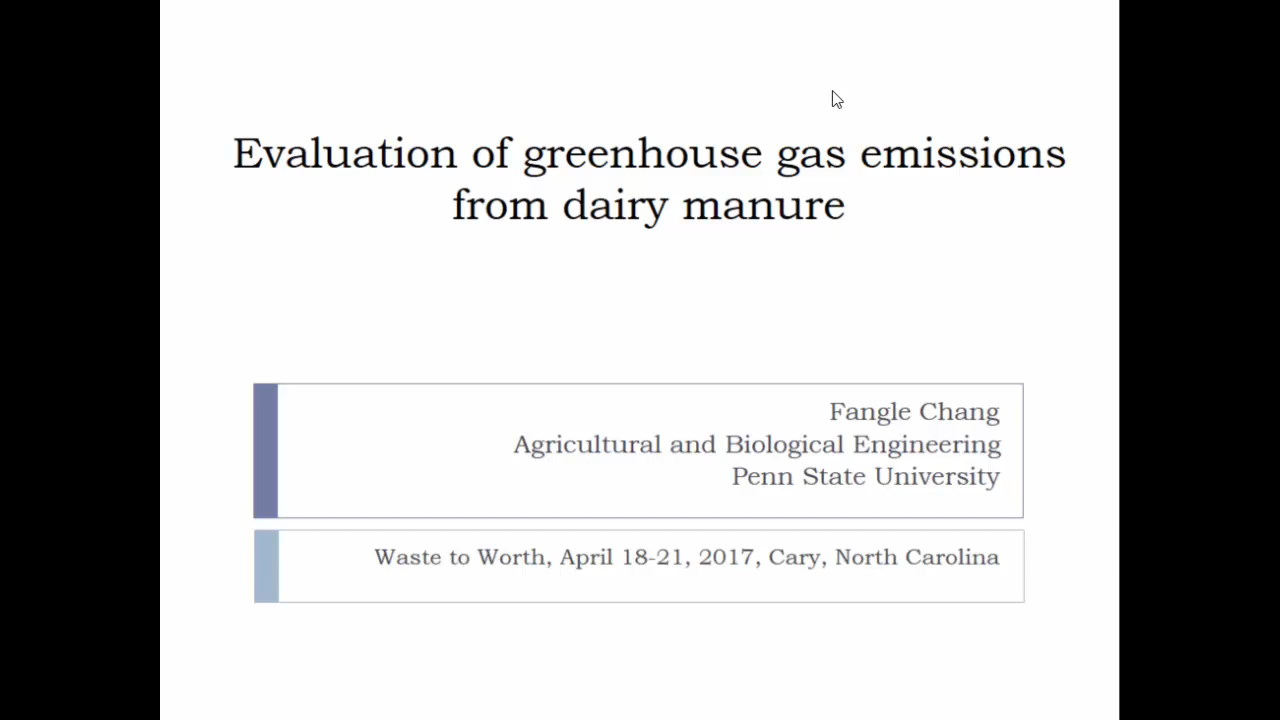 Evaluation of greenhouse gas emissions
from dairy manure
Fangle Chang
Agricultural and Biological Engineering
Penn State University
Waste to Worth, April 18-21, 2017, Cary, North Carolina